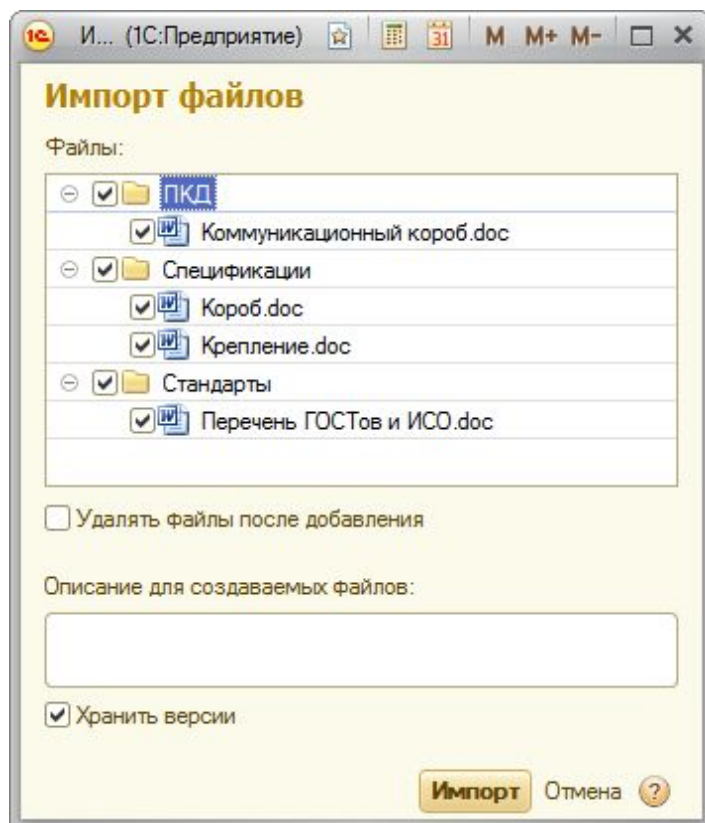 И... (1С:Предприятие) 31 M M+ M-
Импорт файлов
Файлы:
ПКД
Коммуникационный короб.doc
Спецификации
Короб.doc
Крепление.doc
Стандарты
Перечень ГОСТов и ИСО.doc
Удалять файлы после добавления
Описание для создаваемых файлов:
Хранить версии
Импорт Отмена ?